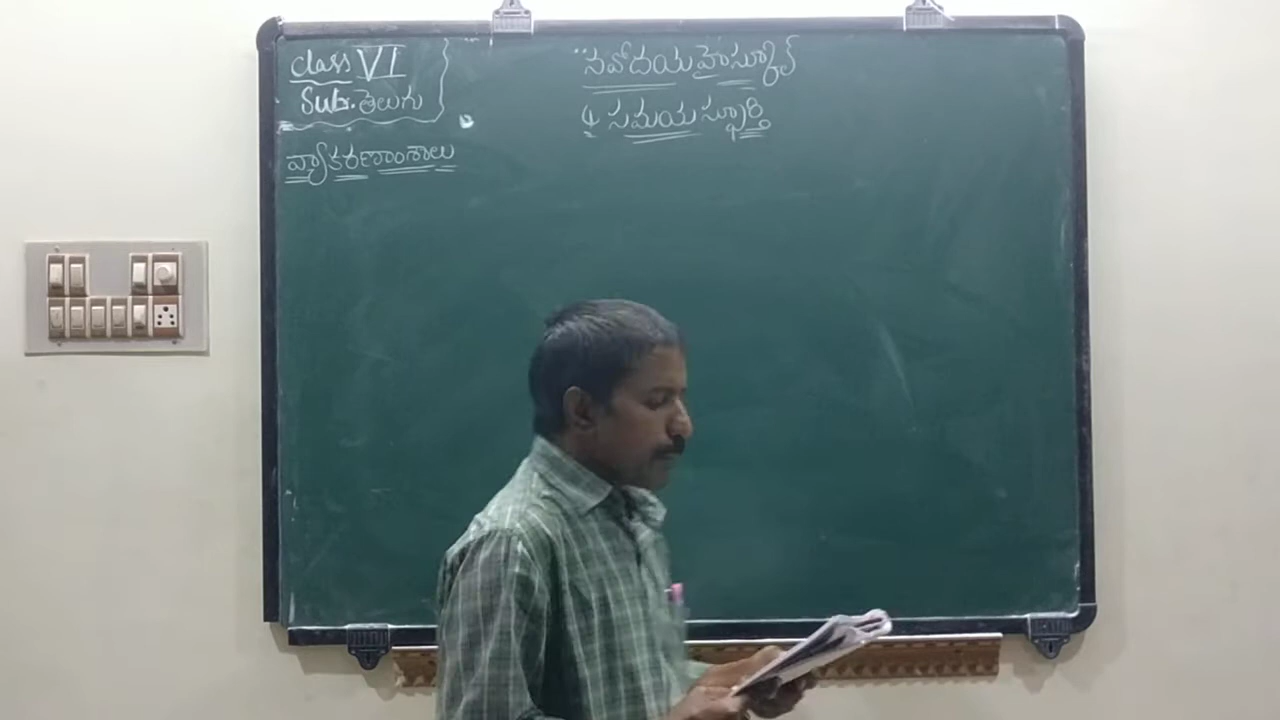 class VI
Sub. తెలుగు
"నవోదయ హైస్కూల్
4 సమయస్ఫూర్తి
వ్యాకరణాంశాలు